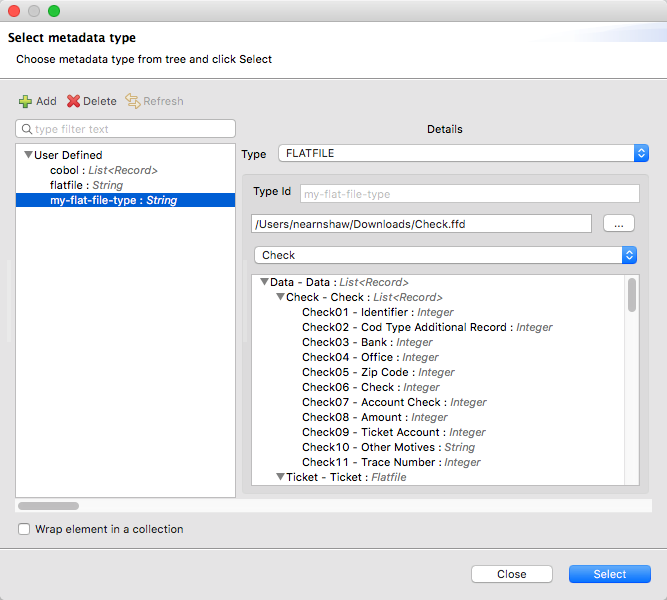 Select metadata type
Choose metadata type from tree and click Select
Add Delete Refresh
type filter text
User Defined
cobol : List<Record>
flatfile : String
my-flat-file-type : String
Details
Type FLATFILE
Type Id my-flat-file-type
/Users/nearnshaw/Downloads/Check.ffd ...
Check
Data - Data : List<Record>
Check - Check : List<Record>
Check01 - Identifier : Integer
Check02 - Cod Type Additional Record : Integer
Check03 - Bank : Integer
Check04 - Office : Integer
Check05 - Zip Code : Integer
Check06 - Check : Integer
Check07 - Account Check : Integer
Check08 - Amount : Integer
Check09 - Ticket Account : Integer
Check10 - Other Motives : String
Check11 - Trace Number : Integer
Ticket - Ticket : Flatfile
Wrap element in a collection
Close Select